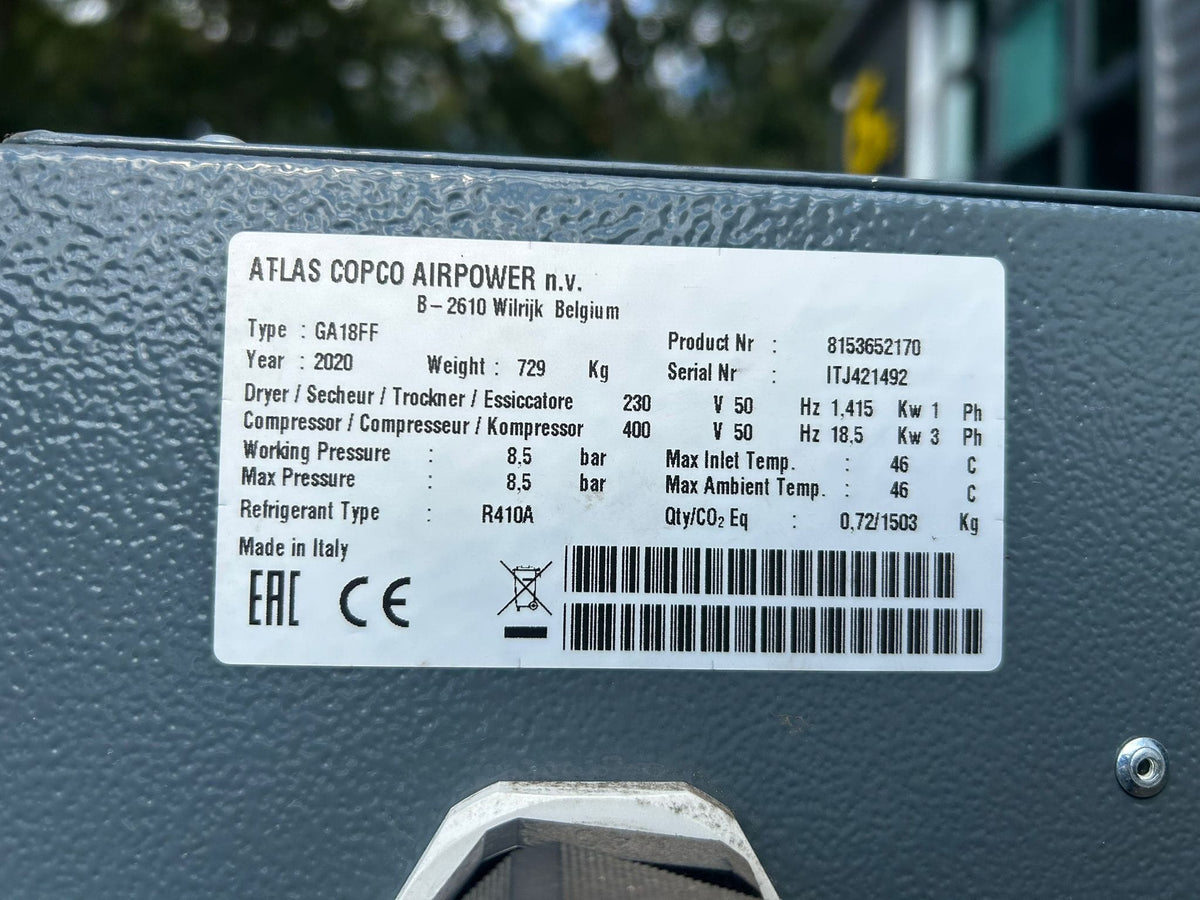 ATLAS COPCO AIRPOWER n.v.
B-2610 Wilrijk Belgium
Type : GA18FF
Product Nr : 8153652170
Year : 2020 Weight : 729 Kg
Serial Nr : ITJ421492
Dryer / Secheur / Trockner / Essiccatore 230 V 50 Hz 1,415 Kw 1 Ph
Compressor / Compresseur / Kompressor 400 V 50 Hz 18,5 Kw 3 Ph
Working Pressure : 8,5 bar
Max Inlet Temp. : 46 C
Max Pressure : 8,5 bar
Max Ambient Temp. : 46 C
Refrigerant Type : R410A
Qty/CO₂ Eq : 0,72/1503 Kg
Made in Italy
EAC CE